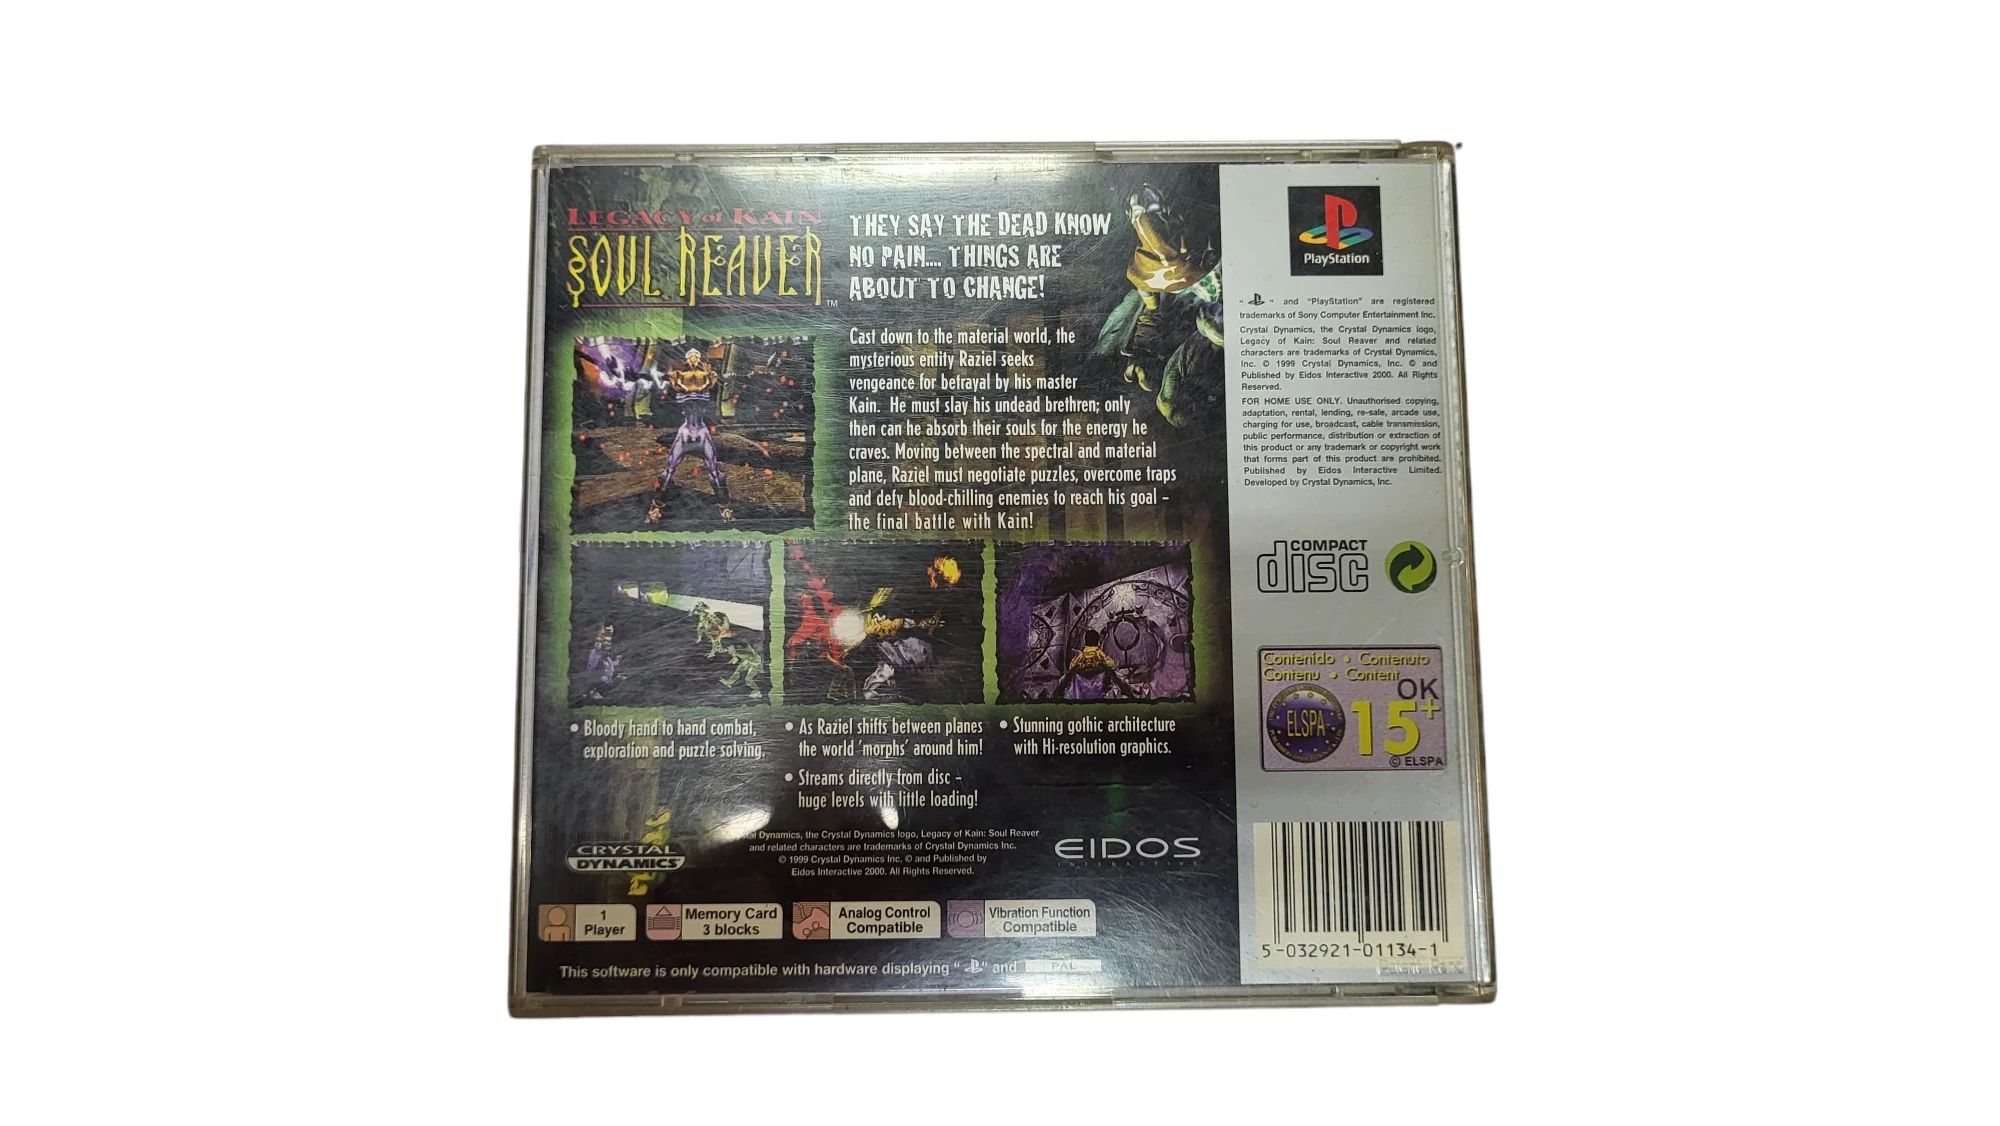 LEGACY of KAIN
SOUL REAVER™
THEY SAY THE DEAD KNOW
NO PAIN.... THINGS ARE
ABOUT TO CHANGE!
Cast down to the material world, the
mysterious entity Raziel seeks
vengeance for betrayal by his master
Kain. He must slay his undead brethren; only
then can he absorb their souls for the energy he
craves. Moving between the spectral and material
plane, Raziel must negotiate puzzles, overcome traps
and defy blood-chilling enemies to reach his goal –
the final battle with Kain!
• Bloody hand to hand combat,
exploration and puzzle solving.
• As Raziel shifts between planes
the world 'morphs' around him!
• Streams directly from disc –
huge levels with little loading!
• Stunning gothic architecture
with Hi-resolution graphics.
CRYSTAL
DYNAMICS
Dynamics, the Crystal Dynamics logo, Legacy of Kain: Soul Reaver
and related characters are trademarks of Crystal Dynamics Inc.
© 1999 Crystal Dynamics Inc. © and Published by
Eidos Interactive 2000. All Rights Reserved.
EIDOS
INTERACTIVE
1
Player
Memory Card
3 blocks
Analog Control
Compatible
Vibration Function
Compatible
This software is only compatible with hardware displaying " " and PAL
PlayStation
" " and "PlayStation" are registered
trademarks of Sony Computer Entertainment Inc.
Crystal Dynamics, the Crystal Dynamics logo,
Legacy of Kain: Soul Reaver and related
characters are trademarks of Crystal Dynamics,
Inc. © 1999 Crystal Dynamics, Inc. © and
Published by Eidos Interactive 2000. All Rights
Reserved.
FOR HOME USE ONLY. Unauthorised copying,
adaptation, rental, lending, re-sale, arcade use,
charging for use, broadcast, cable transmission,
public performance, distribution or extraction of
this product or any trademark or copyright work
that forms part of this product are prohibited.
Published by Eidos Interactive Limited.
Developed by Crystal Dynamics, Inc.
COMPACT
disc
Contenido • Contenuto
Contenu • Content
OK
ELSPA
15+
© ELSPA
5-032921-01134-1